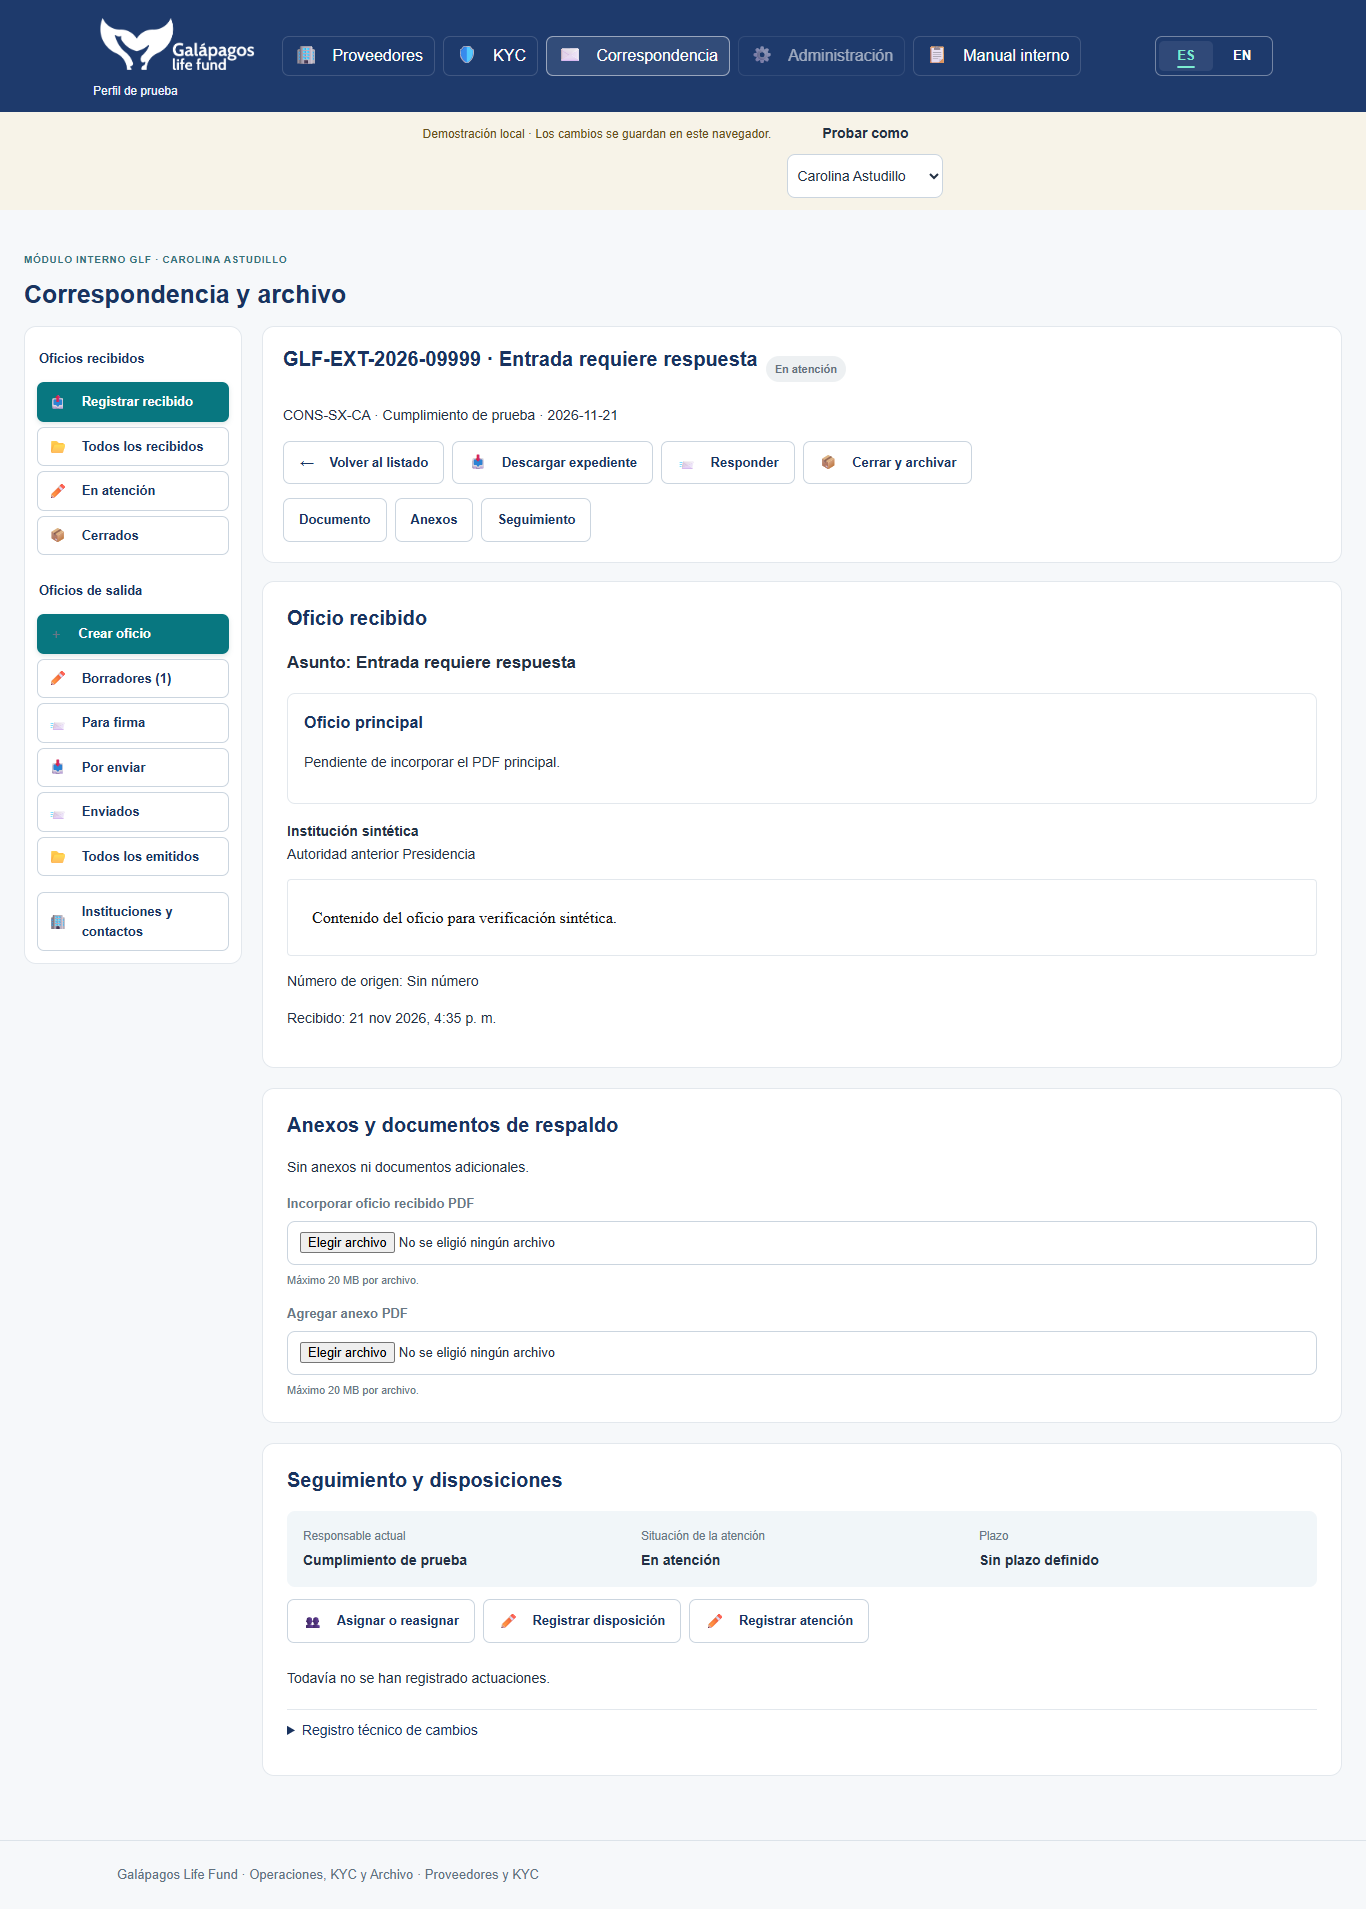 Galápagos
life fund
Perfil de prueba
Proveedores
KYC
Correspondencia
Administración
Manual interno
ES
EN
Demostración local · Los cambios se guardan en este navegador.
Probar como
Carolina Astudillo
MÓDULO INTERNO GLF · CAROLINA ASTUDILLO
Correspondencia y archivo
Oficios recibidos
Registrar recibido
Todos los recibidos
En atención
Cerrados
Oficios de salida
+ Crear oficio
Borradores (1)
Para firma
Por enviar
Enviados
Todos los emitidos
Instituciones y
contactos
GLF-EXT-2026-09999 · Entrada requiere respuesta
En atención
CONS-SX-CA · Cumplimiento de prueba · 2026-11-21
← Volver al listado
Descargar expediente
Responder
Cerrar y archivar
Documento
Anexos
Seguimiento
Oficio recibido
Asunto: Entrada requiere respuesta
Oficio principal
Pendiente de incorporar el PDF principal.
Institución sintética
Autoridad anterior Presidencia
Contenido del oficio para verificación sintética.
Número de origen: Sin número
Recibido: 21 nov 2026, 4:35 p. m.
Anexos y documentos de respaldo
Sin anexos ni documentos adicionales.
Incorporar oficio recibido PDF
Elegir archivo No se eligió ningún archivo
Máximo 20 MB por archivo.
Agregar anexo PDF
Elegir archivo No se eligió ningún archivo
Máximo 20 MB por archivo.
Seguimiento y disposiciones
Responsable actual
Cumplimiento de prueba
Situación de la atención
En atención
Plazo
Sin plazo definido
Asignar o reasignar
Registrar disposición
Registrar atención
Todavía no se han registrado actuaciones.
Registro técnico de cambios
Galápagos Life Fund · Operaciones, KYC y Archivo · Proveedores y KYC